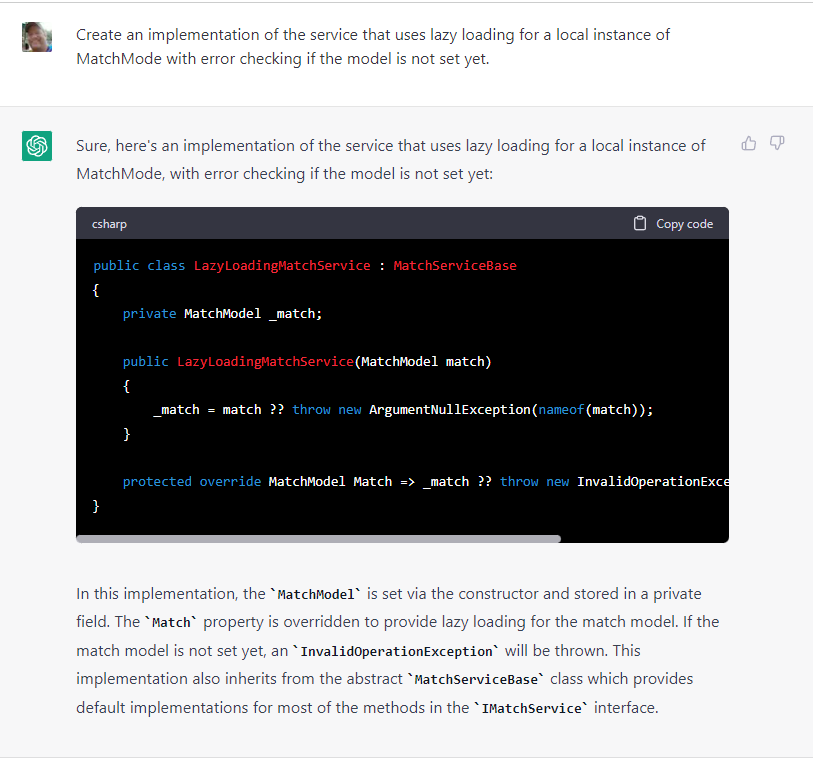 Create an implementation of the service that uses lazy loading for a local instance of
MatchMode with error checking if the model is not set yet.
Sure, here's an implementation of the service that uses lazy loading for a local instance of
MatchMode, with error checking if the model is not set yet:
csharp Copy code
public class LazyLoadingMatchService : MatchServiceBase
{
    private MatchModel _match;
    public LazyLoadingMatchService(MatchModel match)
    {
        _match = match ?? throw new ArgumentNullException(nameof(match));
    }
    protected override MatchModel Match => _match ?? throw new InvalidOperationExce
}
In this implementation, the `MatchModel` is set via the constructor and stored in a private
field. The `Match` property is overridden to provide lazy loading for the match model. If the
match model is not set yet, an `InvalidOperationException` will be thrown. This
implementation also inherits from the abstract `MatchServiceBase` class which provides
default implementations for most of the methods in the `IMatchService` interface.